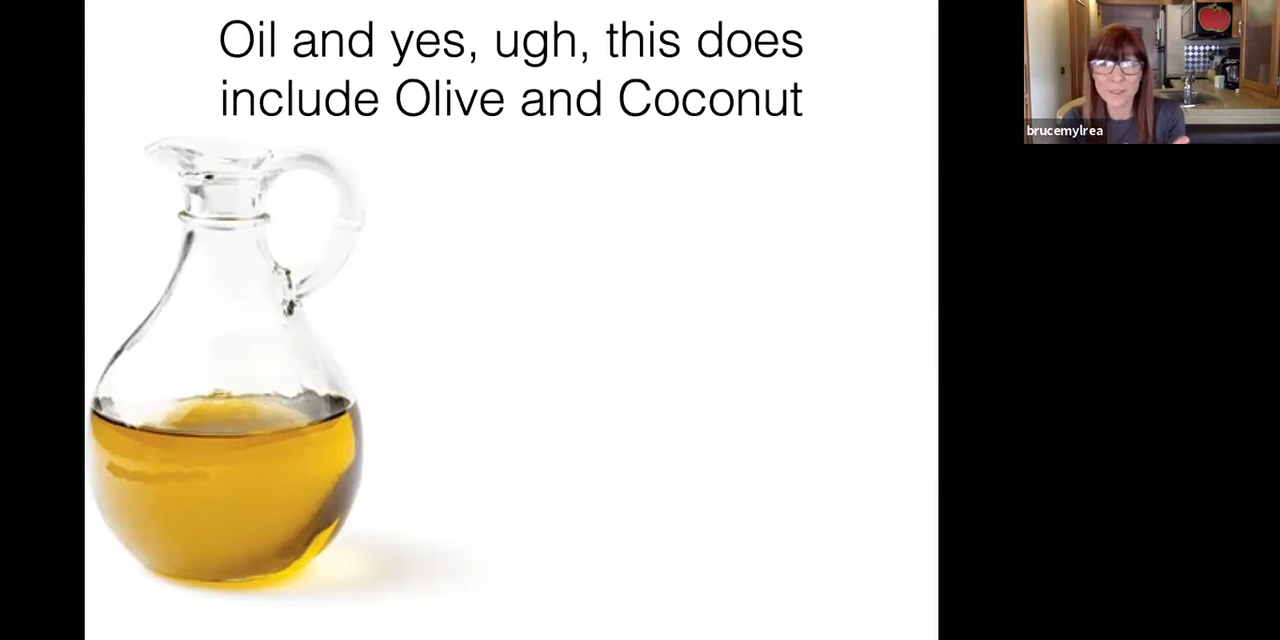 Oil and yes, ugh, this does
include Olive and Coconut
brucemylrea